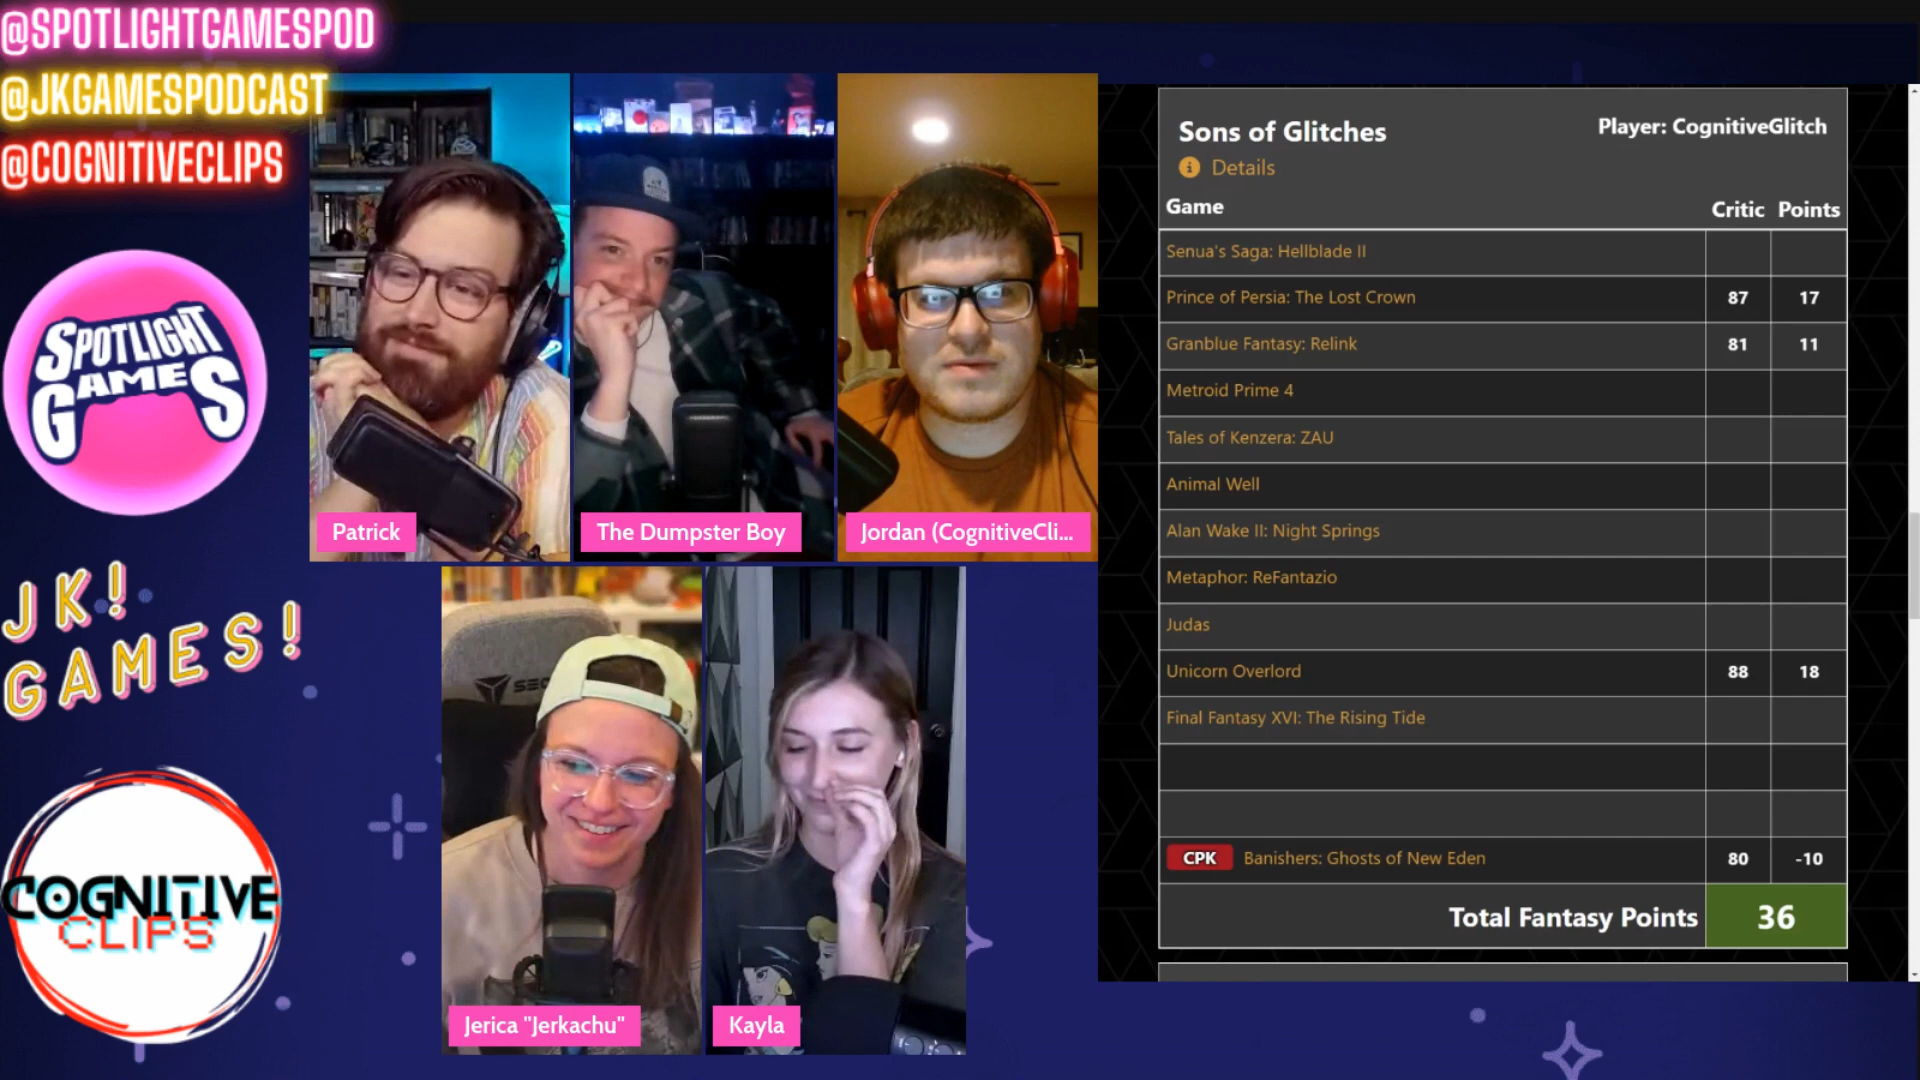 @SPOTLIGHTGAMESPOD
@JKGAMESPODCAST
@COGNITIVECLIPS
SPOTLIGHT
GAMES
JK!
GAMES!
COGNITIVE
CLIPS
Patrick
The Dumpster Boy
Jordan (CognitiveCli...
Jerica "Jerkachu"
Kayla
Sons of Glitches
Player: CognitiveGlitch
Details
Game Critic Points
Senua's Saga: Hellblade II
Prince of Persia: The Lost Crown 87 17
Granblue Fantasy: Relink 81 11
Metroid Prime 4
Tales of Kenzera: ZAU
Animal Well
Alan Wake II: Night Springs
Metaphor: ReFantazio
Judas
Unicorn Overlord 88 18
Final Fantasy XVI: The Rising Tide
CPK Banishers: Ghosts of New Eden 80 -10
Total Fantasy Points 36